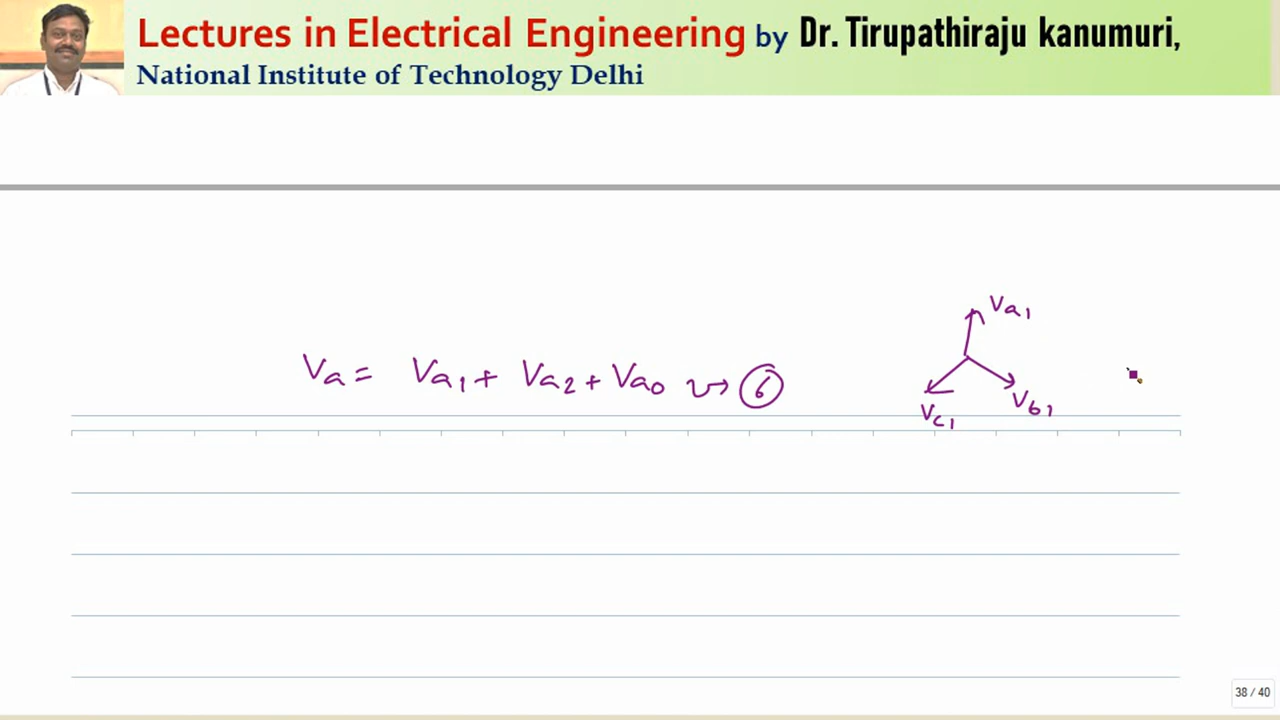 Lectures in Electrical Engineering by Dr. Tirupathiraju kanumuri,
National Institute of Technology Delhi
Va1
Va = Va1 + Va2 + Va0 → 6
Vb1
Vc1
38 / 40